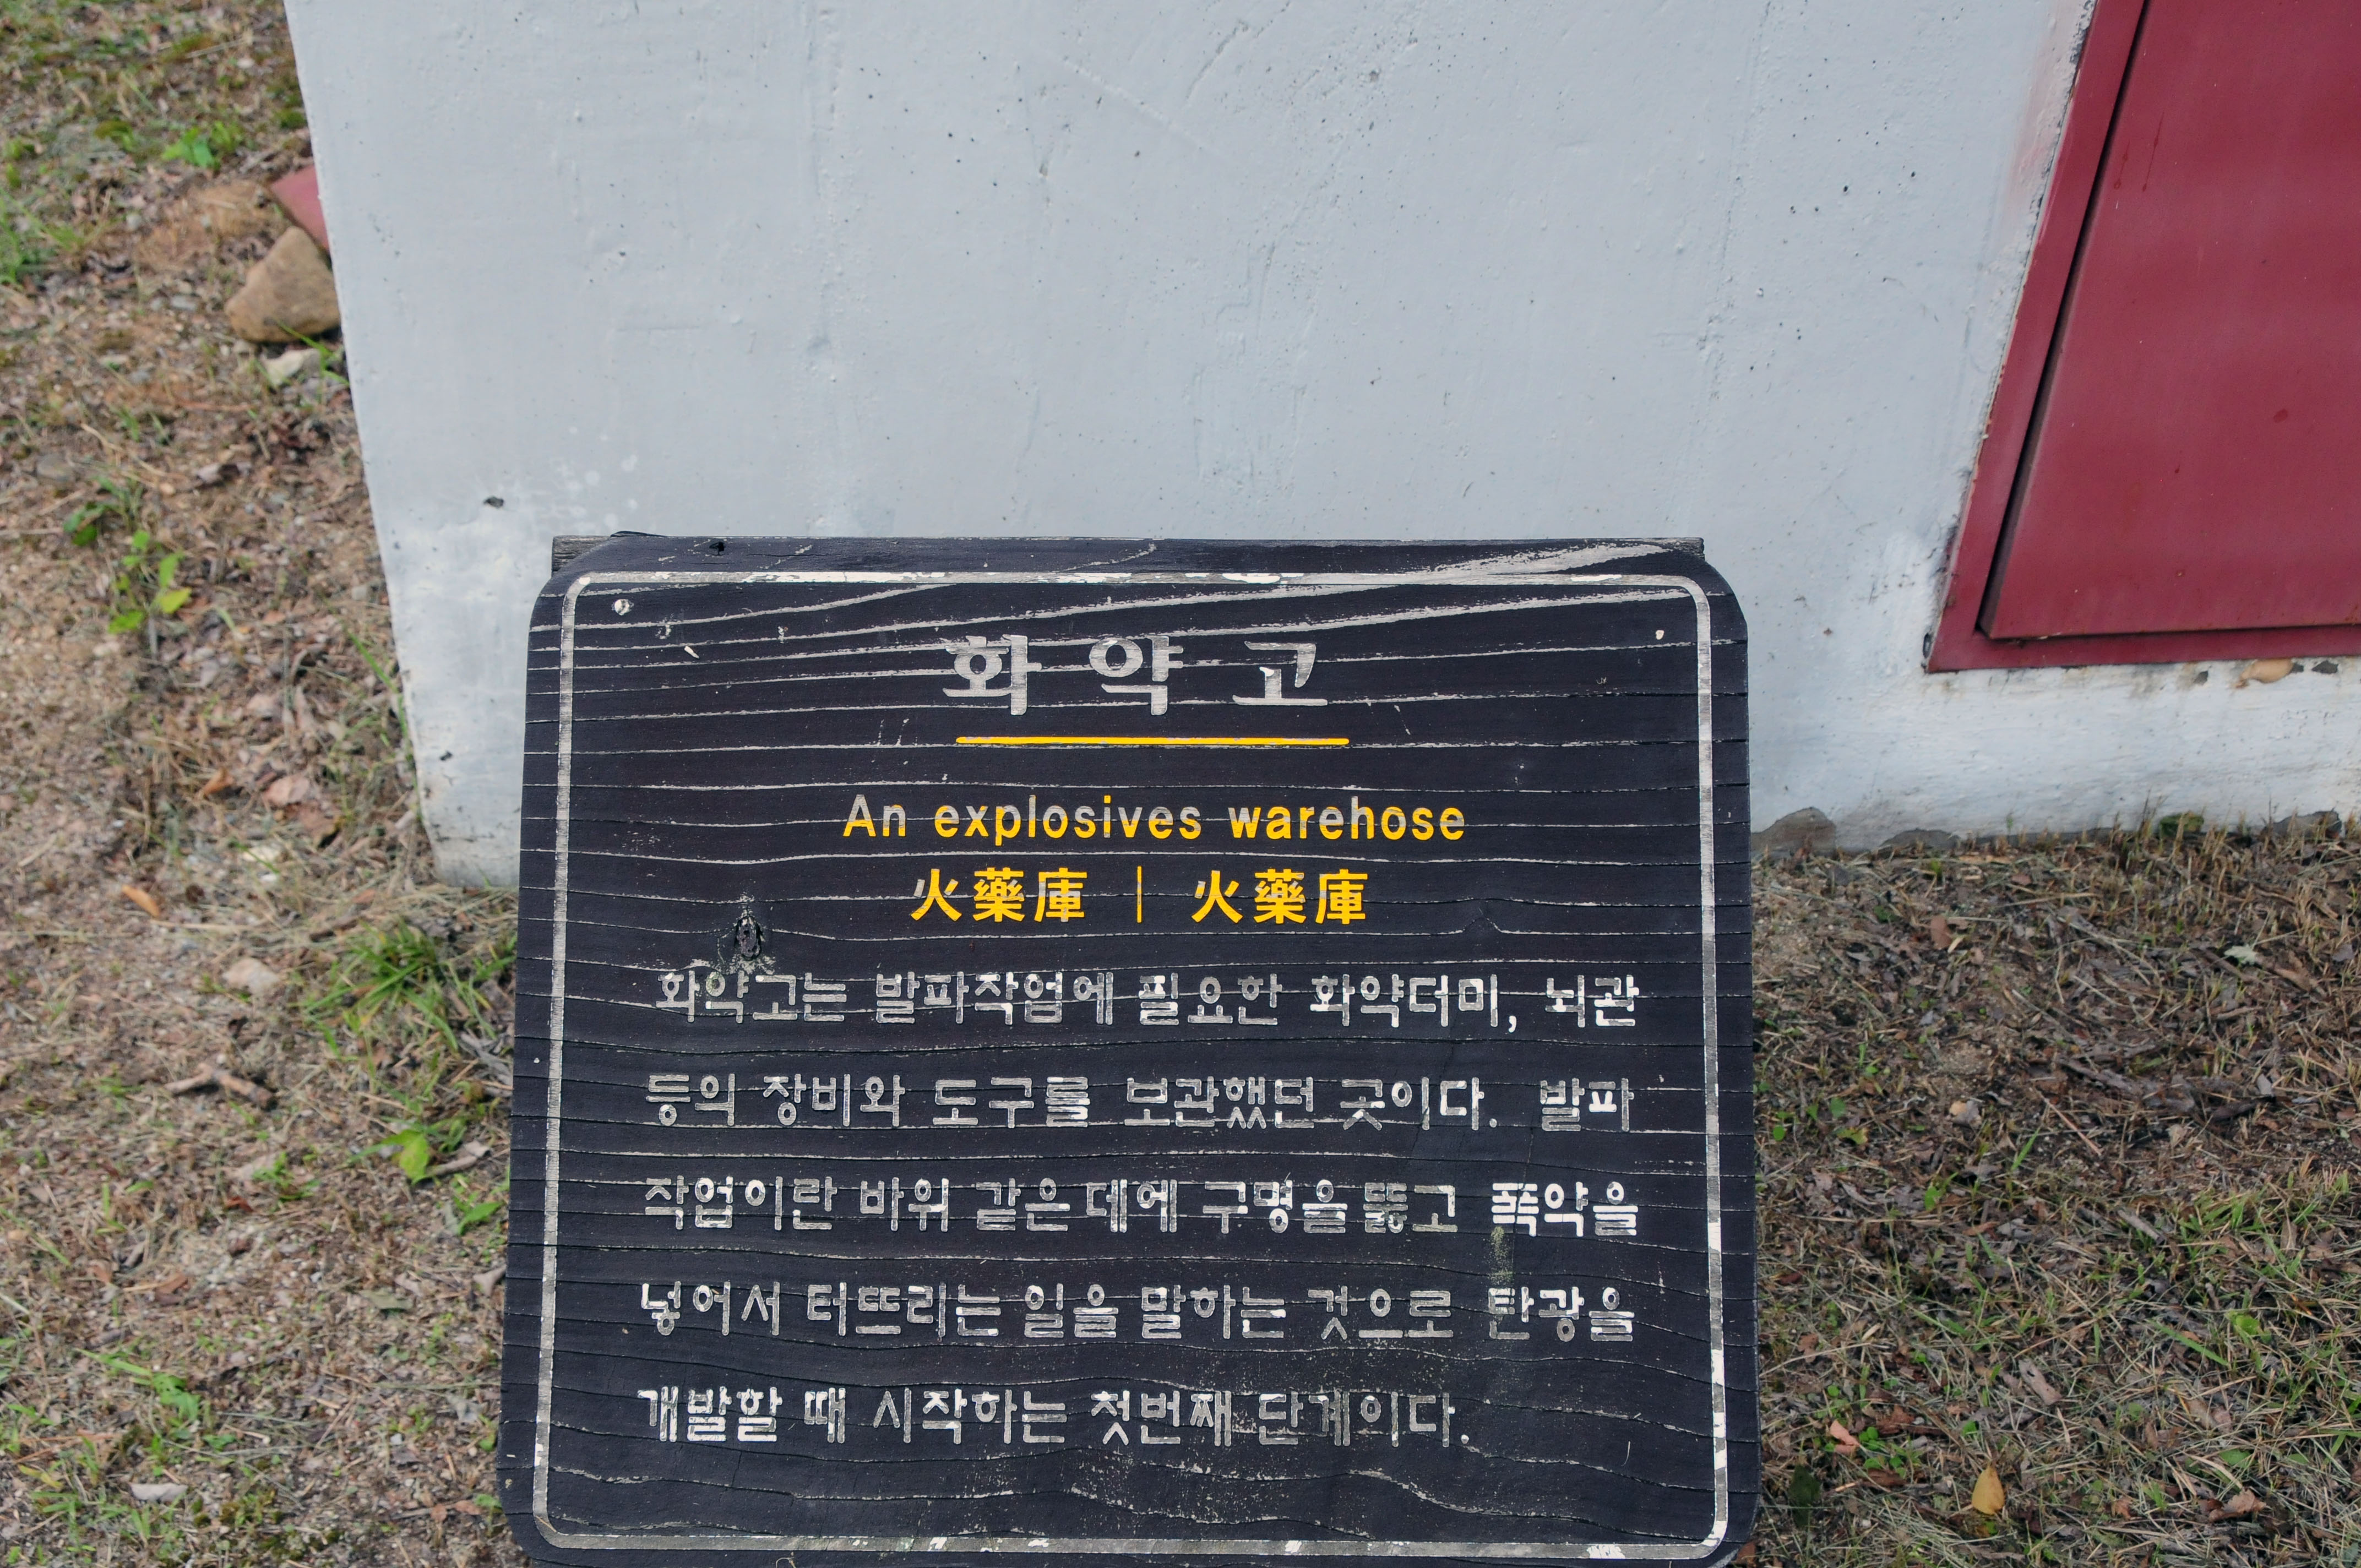 화약고
An explosives warehose
火藥庫 | 火藥庫
화약고는 발파작업에 필요한 화약더미, 뇌관
등의 장비와 도구를 보관했던 곳이다. 발파
작업이란 바위 같은데에 구멍을 뚫고 폭약을
넣어서 터뜨리는 일을 말하는 것으로 탄광을
개발할 때 시작하는 첫번째 단계이다.